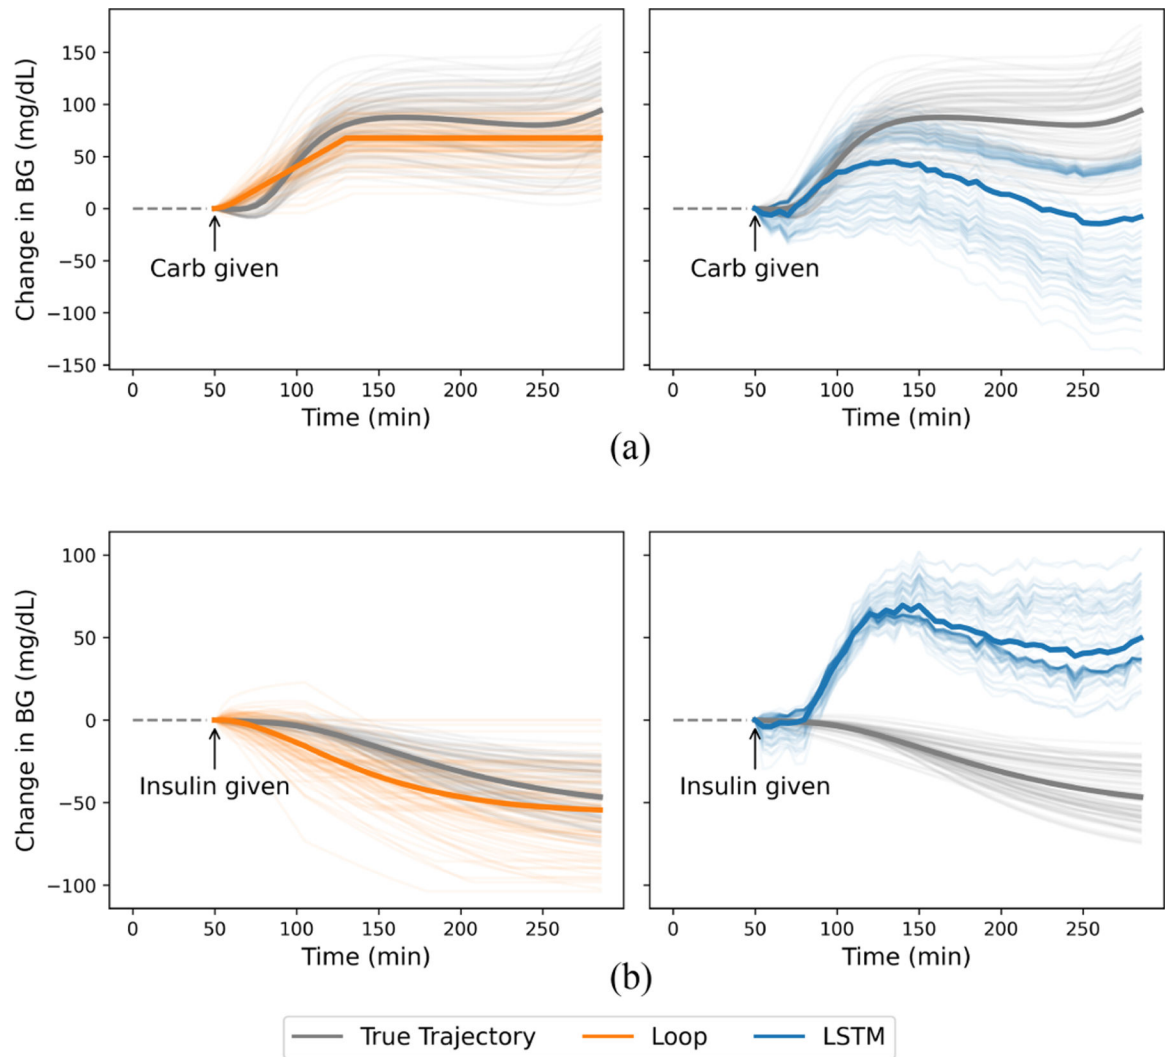 150
100
50
0
−50
−100
−150
Change in BG (mg/dL)
Carb given
Carb given
0 50 100 150 200 250
0 50 100 150 200 250
Time (min)
Time (min)
(a)
100
50
0
−50
−100
Change in BG (mg/dL)
Insulin given
Insulin given
0 50 100 150 200 250
0 50 100 150 200 250
Time (min)
Time (min)
(b)
True Trajectory Loop LSTM